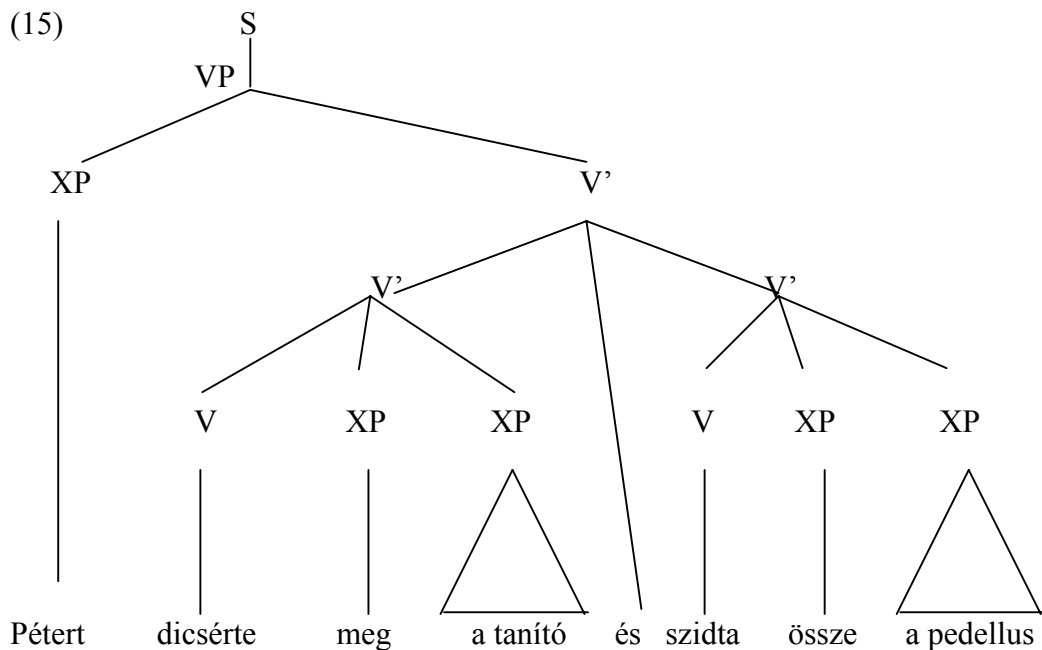 (15) S
VP
XP V’
V’ V’
V XP XP V XP XP
Pétert dicsérte meg a tanító és szidta össze a pedellus